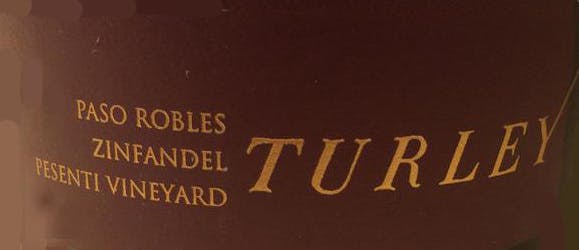 PASO ROBLES
ZINFANDEL
PESENTI VINEYARD
TURLEY